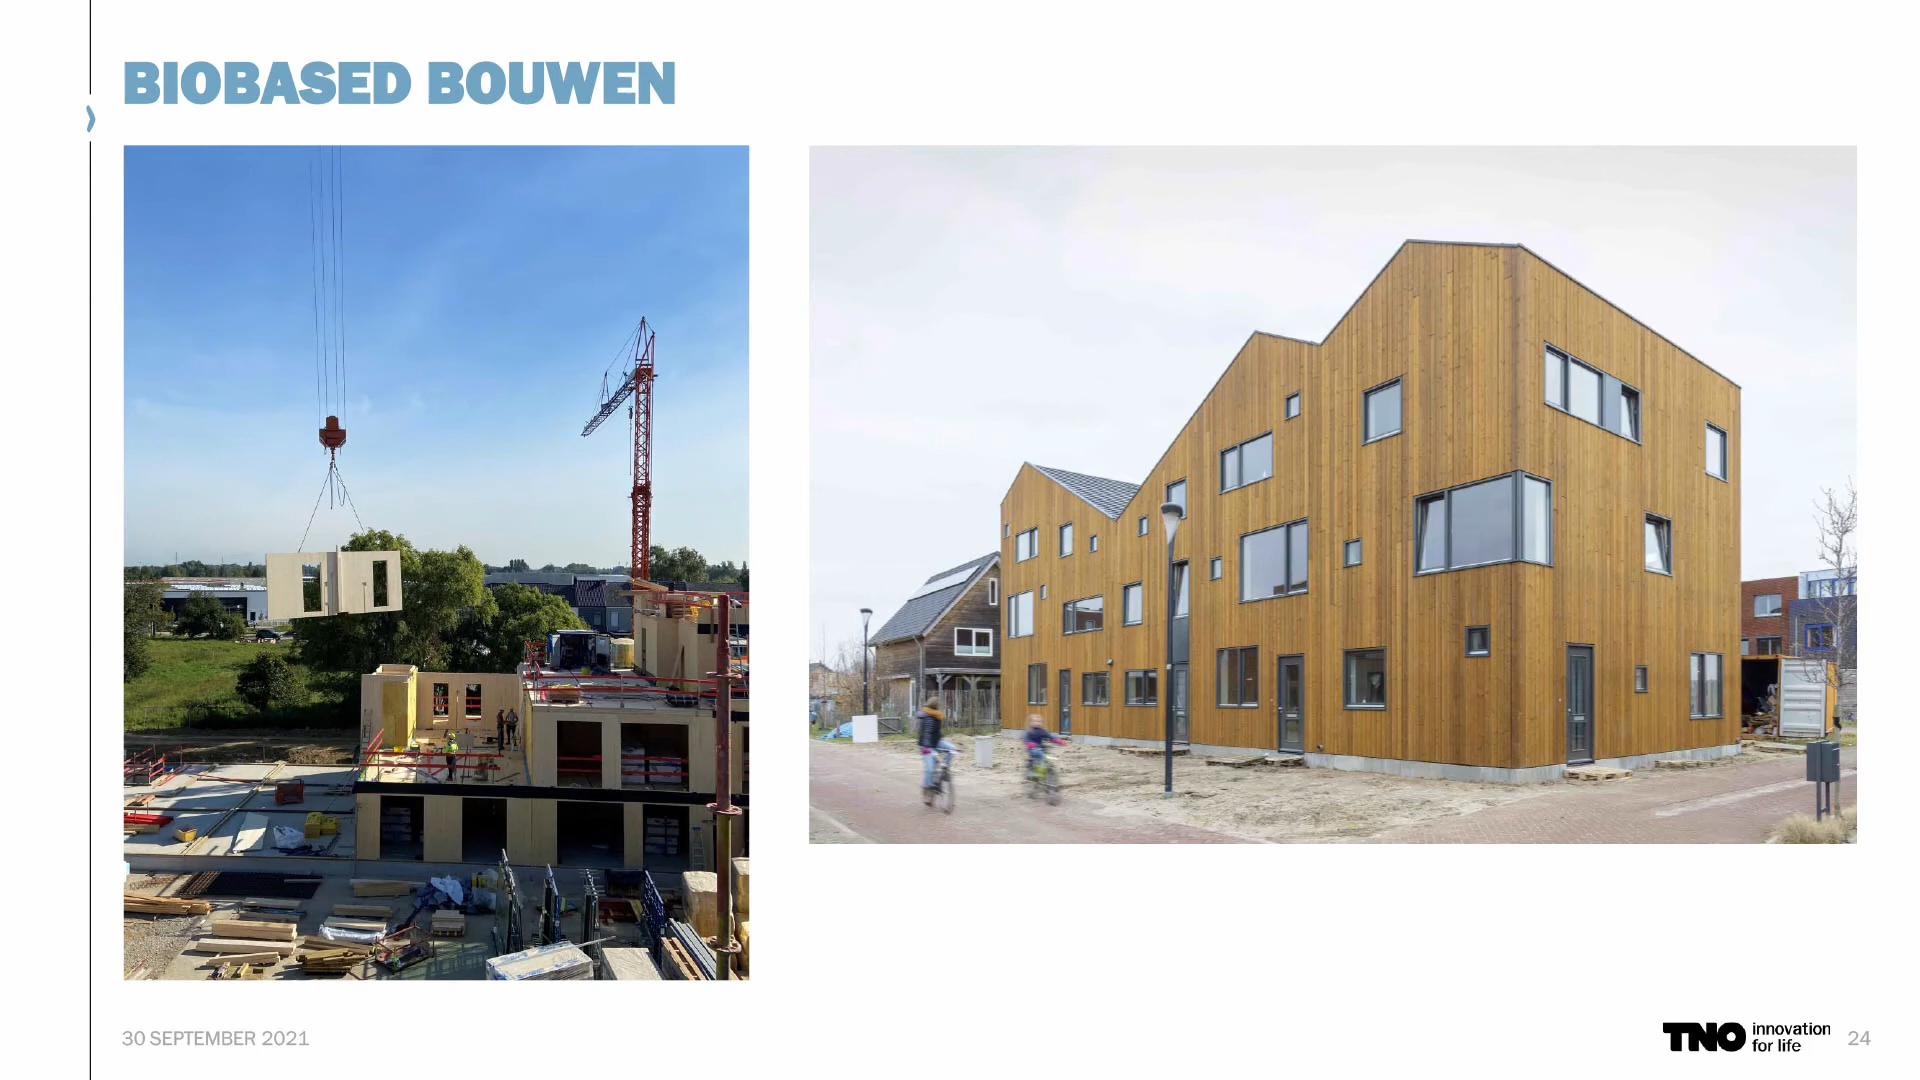 BIOBASED BOUWEN
30 SEPTEMBER 2021
TNO innovation
for life
24